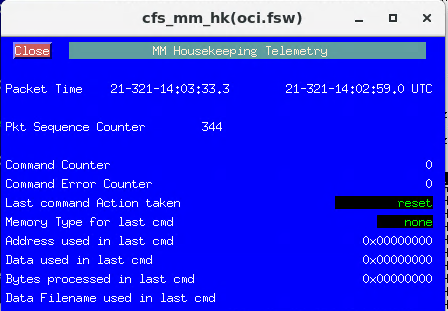 cfs_mm_hk(oci.fsw)
Close MM Housekeeping Telemetry
Packet Time 21-321-14:03:33.3 21-321-14:02:59.0 UTC
Pkt Sequence Counter 344
Command Counter 0
Command Error Counter 0
Last command Action taken reset
Memory Type for last cmd none
Address used in last cmd 0x00000000
Data used in last cmd 0x00000000
Bytes processed in last cmd 0x00000000
Data Filename used in last cmd